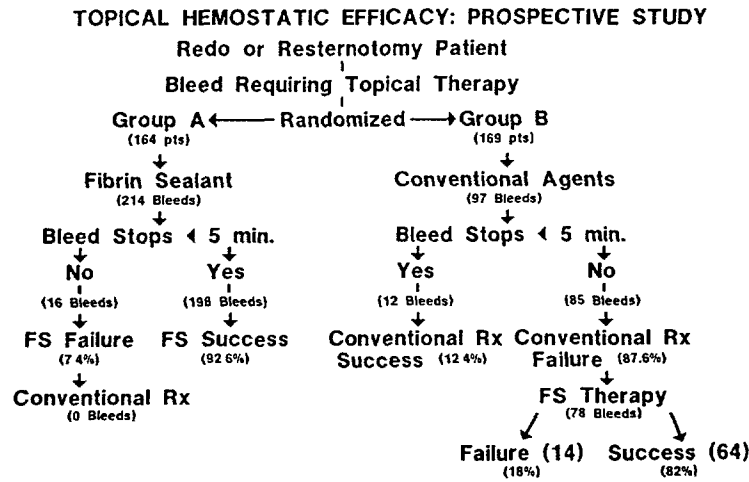 TOPICAL HEMOSTATIC EFFICACY: PROSPECTIVE STUDY
Redo or Resternotomy Patient
Bleed Requiring Topical Therapy
Group A Randomized Group B
(164 pts) (169 pts)
Fibrin Sealant Conventional Agents
(214 Bleeds) (97 Bleeds)
Bleed Stops < 5 min. Bleed Stops < 5 min.
No Yes Yes No
(16 Bleeds) (198 Bleeds) (12 Bleeds) (85 Bleeds)
FS Failure FS Success Conventional Rx Conventional Rx
(7 4%) (92 6%) Success (12 4%) Failure (87.6%)
Conventional Rx FS Therapy
(0 Bleeds) (78 Bleeds)
Failure (14) Success (64)
(18%) (82%)